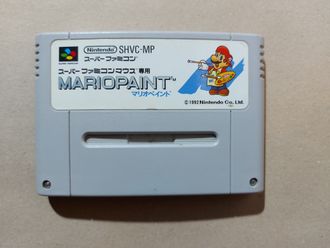 Nintendo SHVC-MP
スーパーファミコン
スーパーファミコンマウス専用
MARIOPAINT
マリオペイント
©1992 Nintendo Co., Ltd.